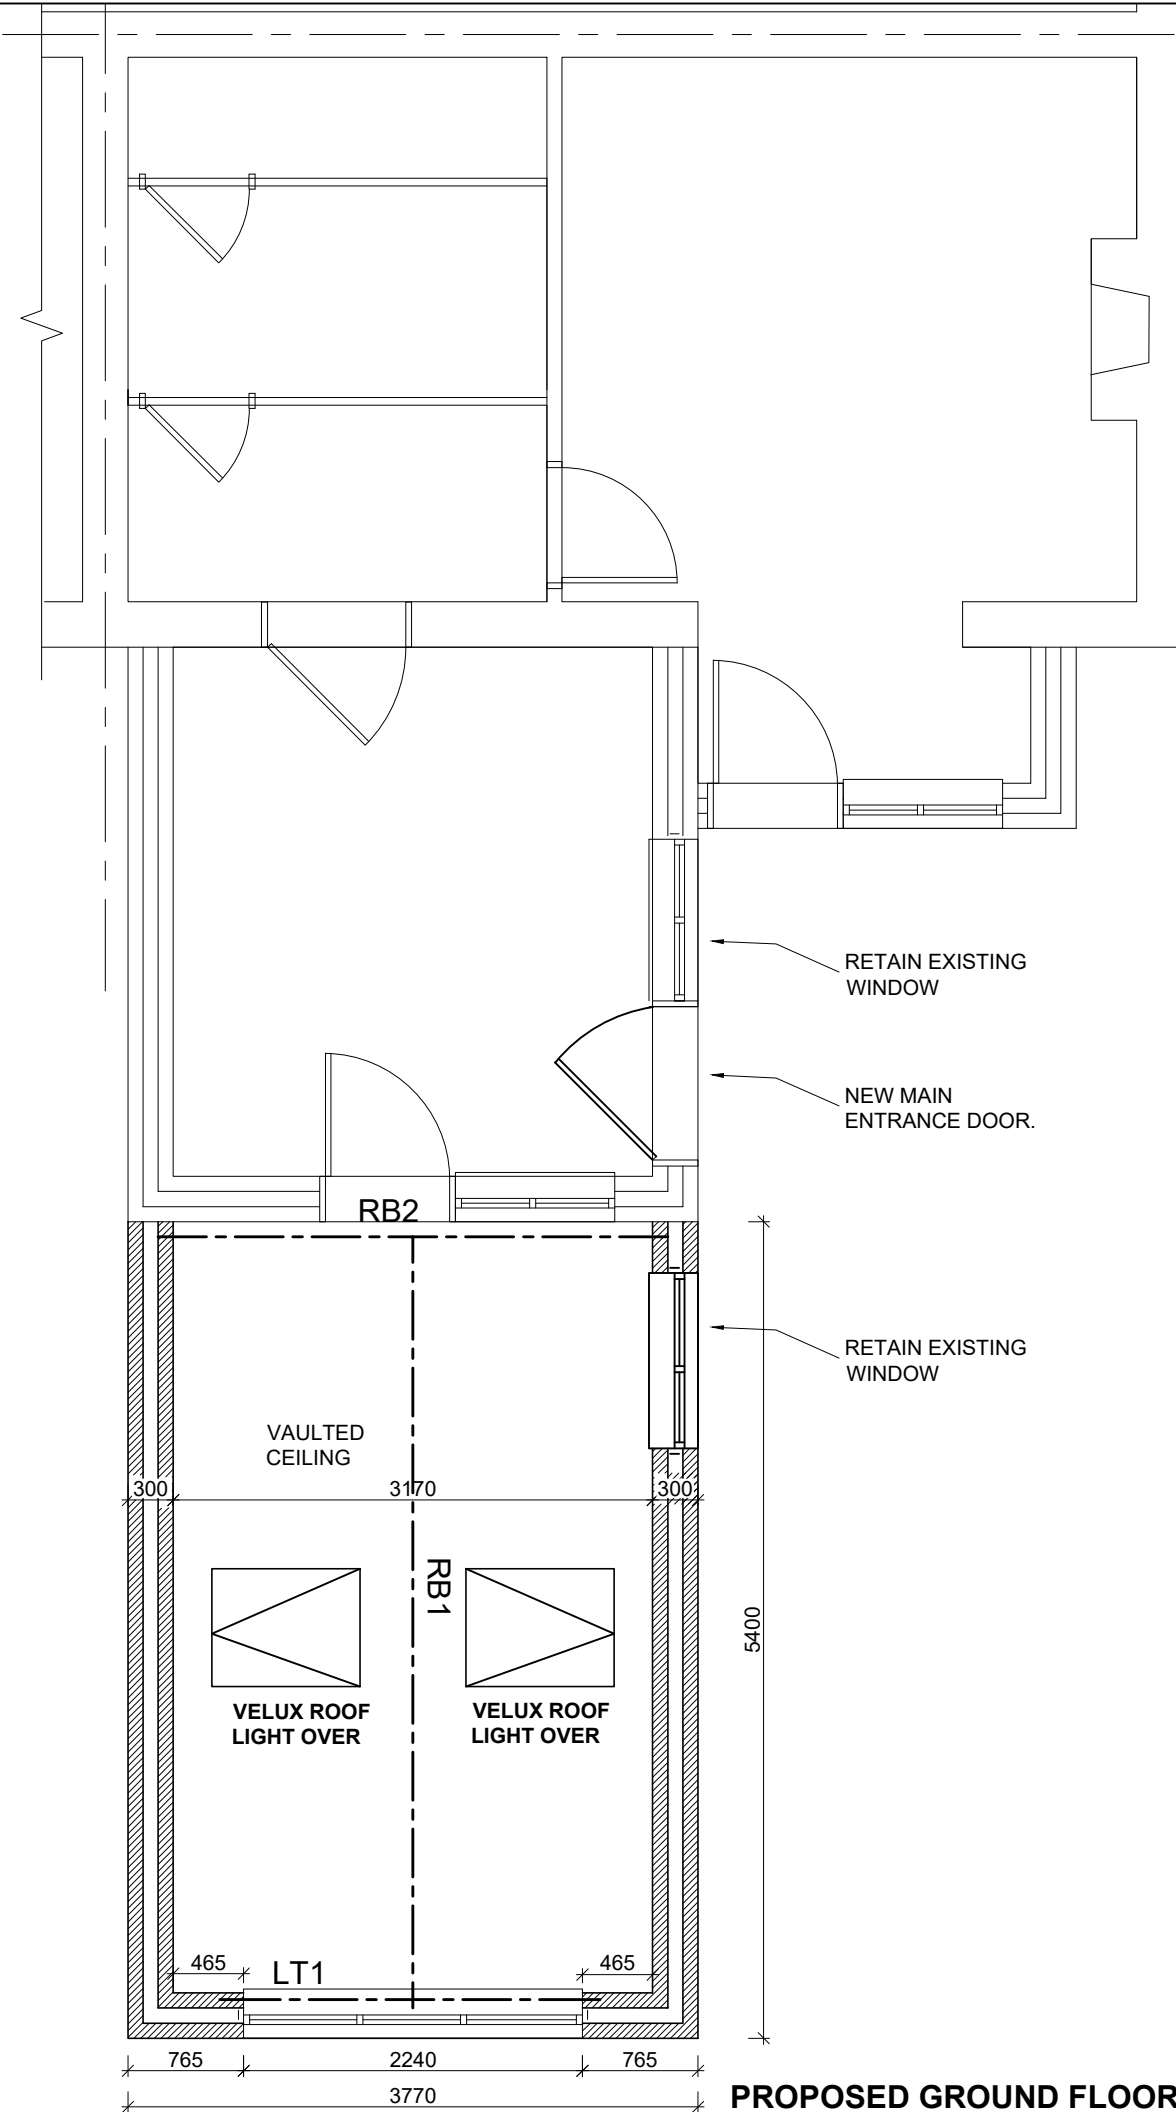 RETAIN EXISTING
WINDOW
NEW MAIN
ENTRANCE DOOR.
RB2
RETAIN EXISTING
WINDOW
VAULTED
CEILING
300
3170
300
RB1
5400
VELUX ROOF
LIGHT OVER
VELUX ROOF
LIGHT OVER
465
LT1
465
765
2240
765
3770
PROPOSED GROUND FLOOR